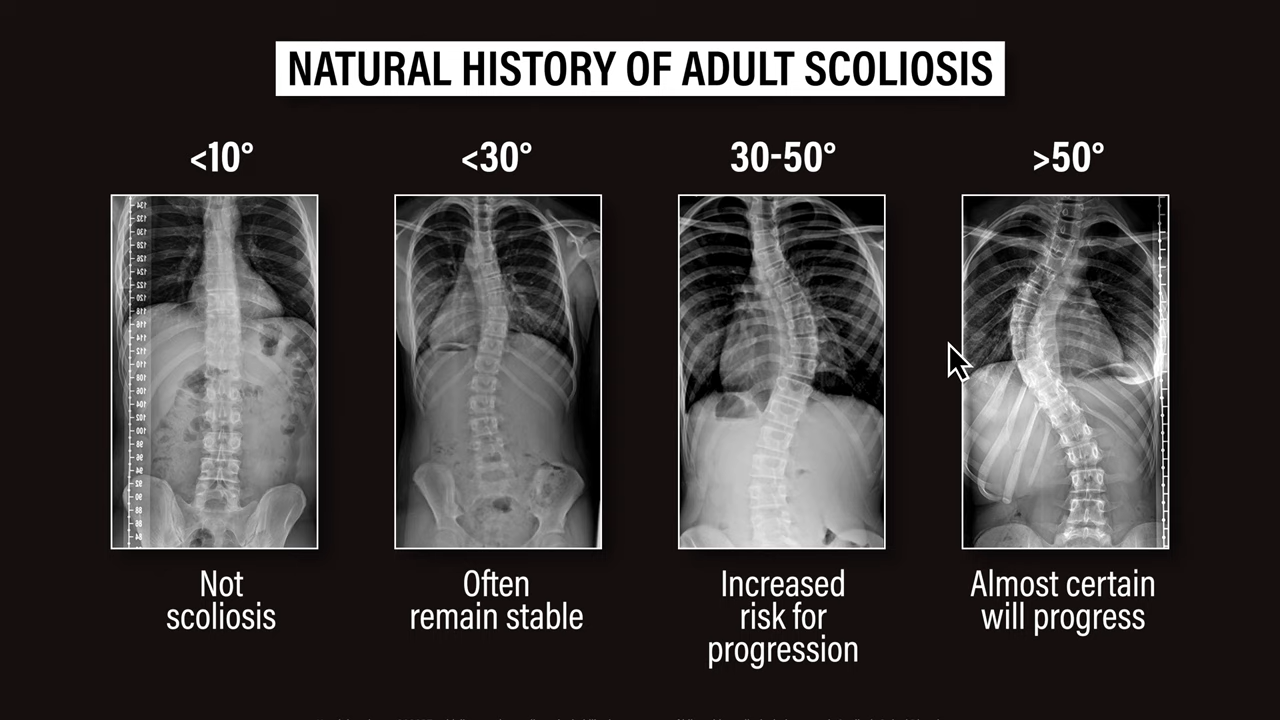 NATURAL HISTORY OF ADULT SCOLIOSIS
<10°
<30°
30-50°
>50°
Not
scoliosis
Often
remain stable
Increased
risk for
progression
Almost certain
will progress